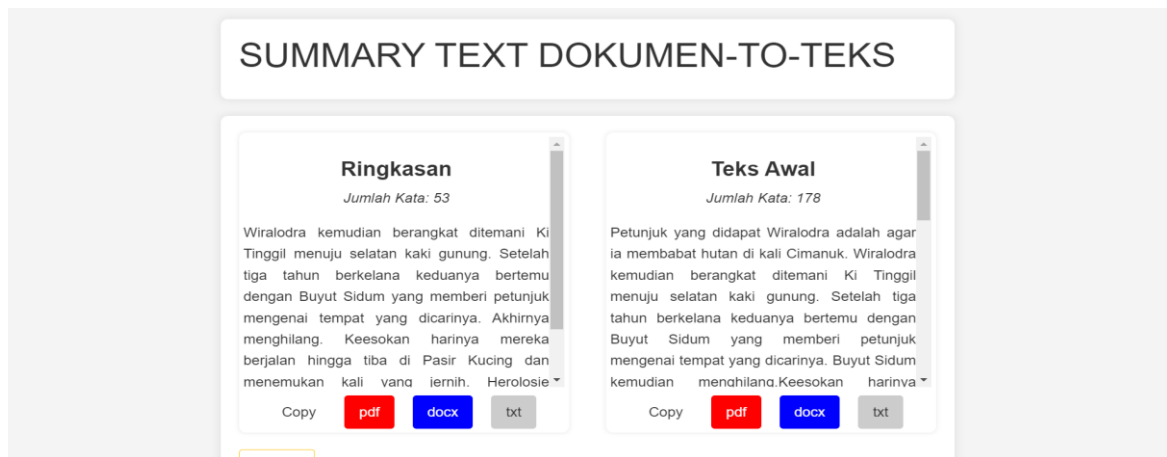 SUMMARY TEXT DOKUMEN-TO-TEKS
Ringkasan
Jumlah Kata: 53
Wiralodra kemudian berangkat ditemani Ki
Tinggil menuju selatan kaki gunung. Setelah
tiga tahun berkelana keduanya bertemu
dengan Buyut Sidum yang memberi petunjuk
mengenai tempat yang dicarinya. Akhirnya
menghilang. Keesokan harinya mereka
berjalan hingga tiba di Pasir Kucing dan
menemukan kali yang jernih. Herolosie
Copy pdf docx txt
Teks Awal
Jumlah Kata: 178
Petunjuk yang didapat Wiralodra adalah agar
ia membabat hutan di kali Cimanuk. Wiralodra
kemudian berangkat ditemani Ki Tinggil
menuju selatan kaki gunung. Setelah tiga
tahun berkelana keduanya bertemu dengan
Buyut Sidum yang memberi petunjuk
mengenai tempat yang dicarinya. Buyut Sidum
kemudian menghilang.Keesokan harinya
Copy pdf docx txt